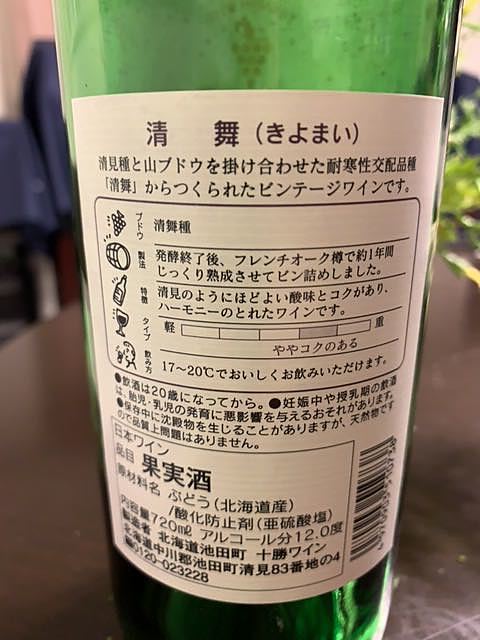 清 舞（きよまい）
清見種と山ブドウを掛け合わせた耐寒性交配品種
「清舞」からつくられたビンテージワインです。
ブドウ 清舞種
製法 発酵終了後、フレンチオーク樽で約1年間
じっくり熟成させてビン詰めしました。
特徴 清見のようにほどよい酸味とコクがあり、
ハーモニーのとれたワインです。
タイプ 軽 重
ややコクのある
飲み方 17~20℃でおいしくお飲みいただけます。
●飲酒は20歳になってから。●妊娠中や授乳期の飲酒
は、胎児・乳児の発育に悪影響を与えるおそれがあります。
●保存中に沈殿物を生じることがありますが、天然物です
ので品質上問題はありません。
日本ワイン
品目 果実酒
原材料名 ぶどう（北海道産）
/酸化防止剤（亜硫酸塩）
内容量720㎖ アルコール分12.0度
製造者 北海道池田町 十勝ワイン
北海道中川郡池田町清見83番地の4
0120-023228